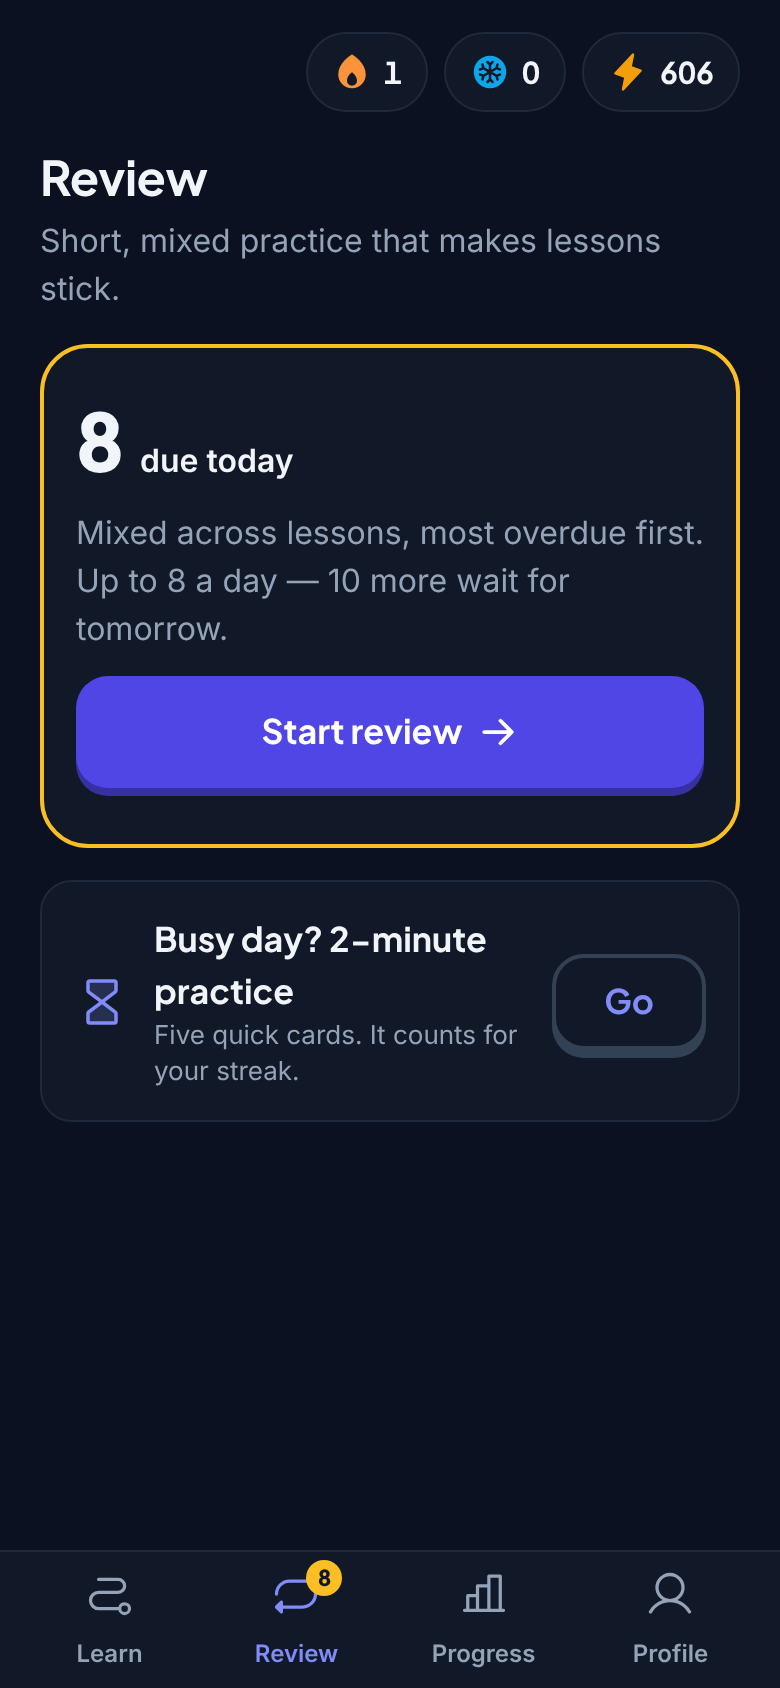 1 0 606
Review
Short, mixed practice that makes lessons
stick.
8 due today
Mixed across lessons, most overdue first.
Up to 8 a day — 10 more wait for
tomorrow.
Start review →
Busy day? 2-minute
practice
Five quick cards. It counts for
your streak.
Go
8
Learn Review Progress Profile